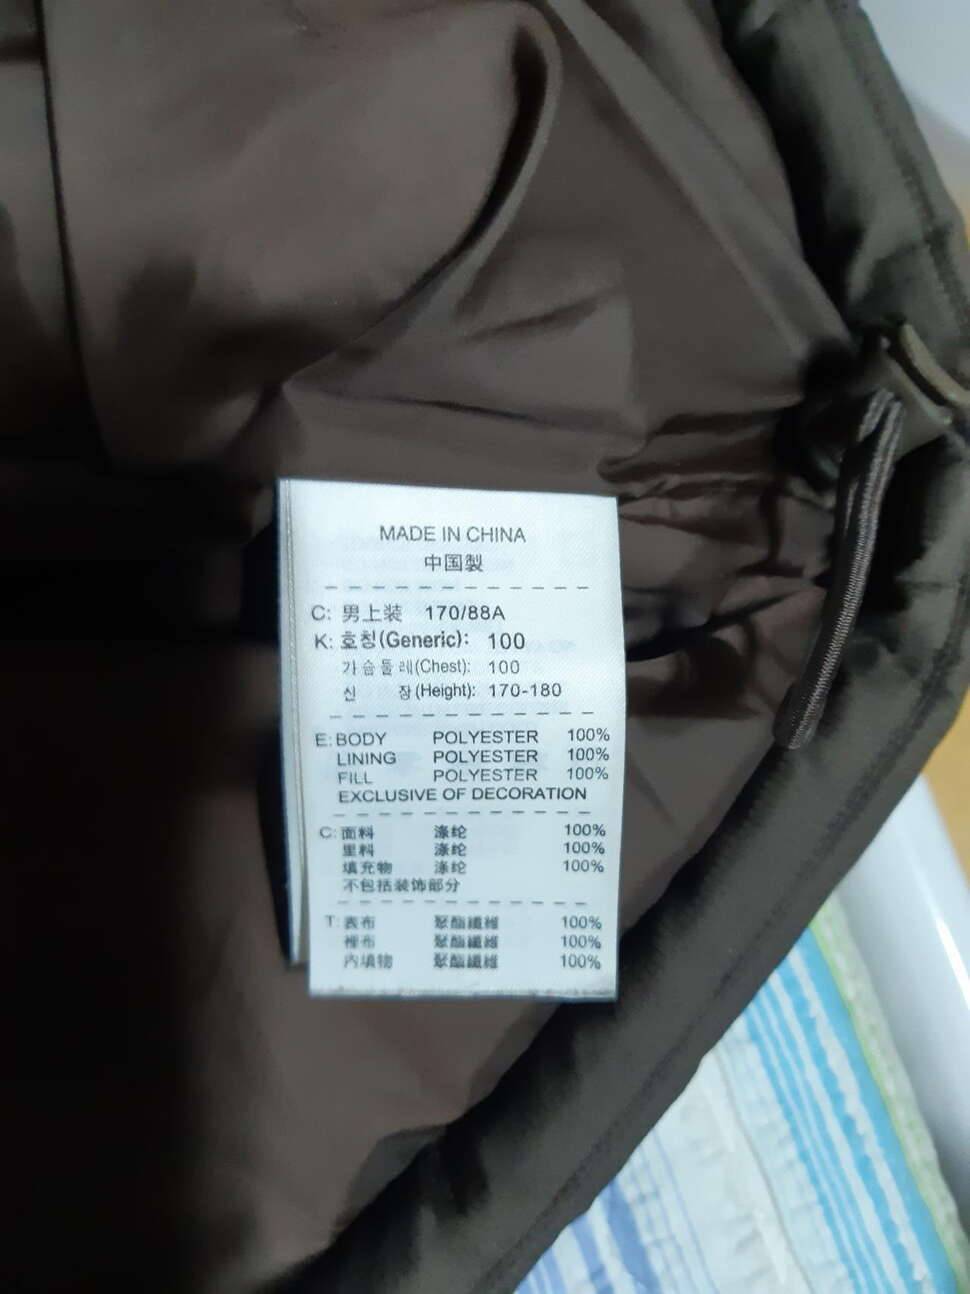 MADE IN CHINA
中国製
C: 男上装 170/88A
K: 호칭(Generic): 100
가슴둘레(Chest): 100
신 장(Height): 170-180
E: BODY POLYESTER 100%
LINING POLYESTER 100%
FILL POLYESTER 100%
EXCLUSIVE OF DECORATION
C: 面料 涤纶 100%
里料 涤纶 100%
填充物 涤纶 100%
不包括装饰部分
T: 表布 聚酯纖維 100%
裡布 聚酯纖維 100%
內填物 聚酯纖維 100%